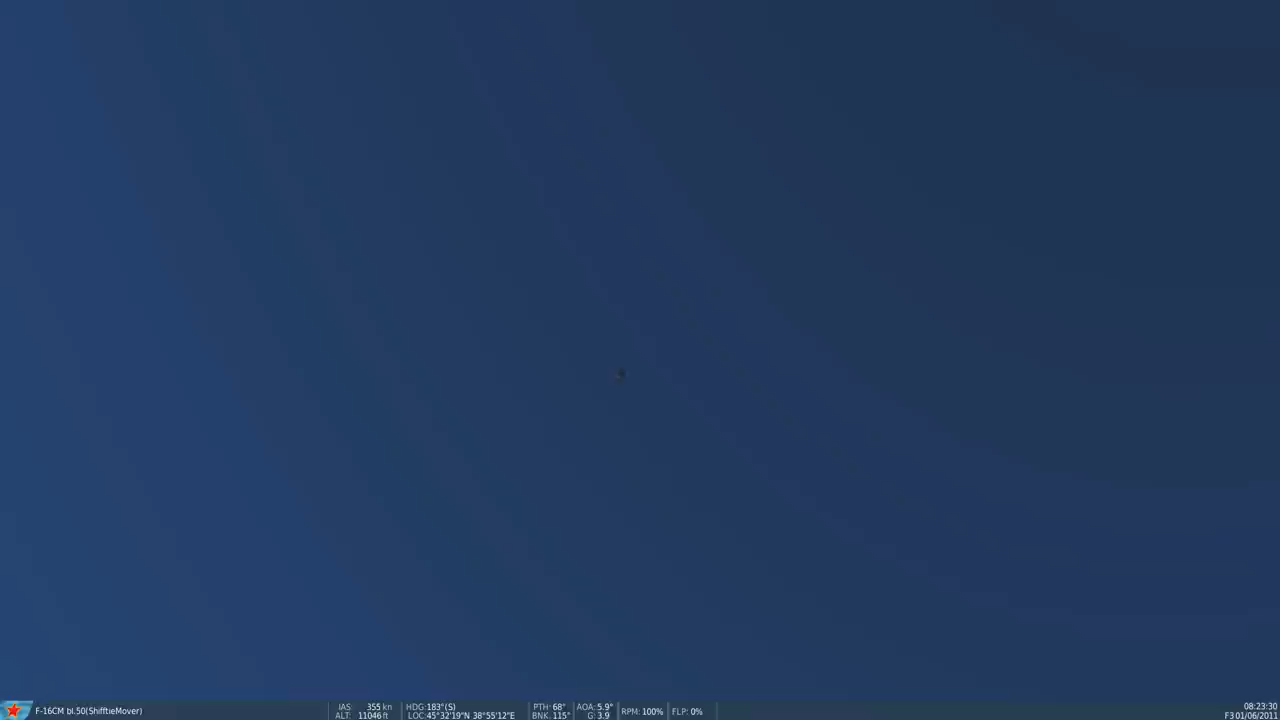 F-16CM bl.50(ShifftieMover)
IAS: 355 kn
ALT: 11046 ft
HDG: 183°(S)
LOC:45°32'19"N 38°55'12"E
PTH: 68°
BNK: 115°
AOA: 5.9°
G: 3.9
RPM: 100%
FLP: 0%
08:23:30
F3 01/06/2011